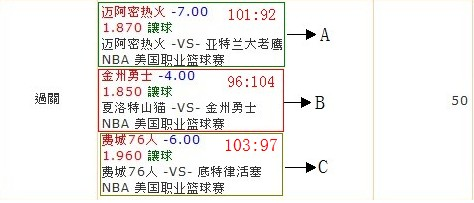 迈阿密热火 -7.00 101:92
1.870 讓球
迈阿密热火 -VS- 亚特兰大老鹰
NBA 美国职业篮球赛
A
金州勇士 -4.00 96:104
1.850 讓球
夏洛特山猫 -VS- 金州勇士
NBA 美国职业篮球赛
B
過關
50
费城76人 -6.00 103:97
1.960 讓球
费城76人 -VS- 底特律活塞
NBA 美国职业篮球赛
C